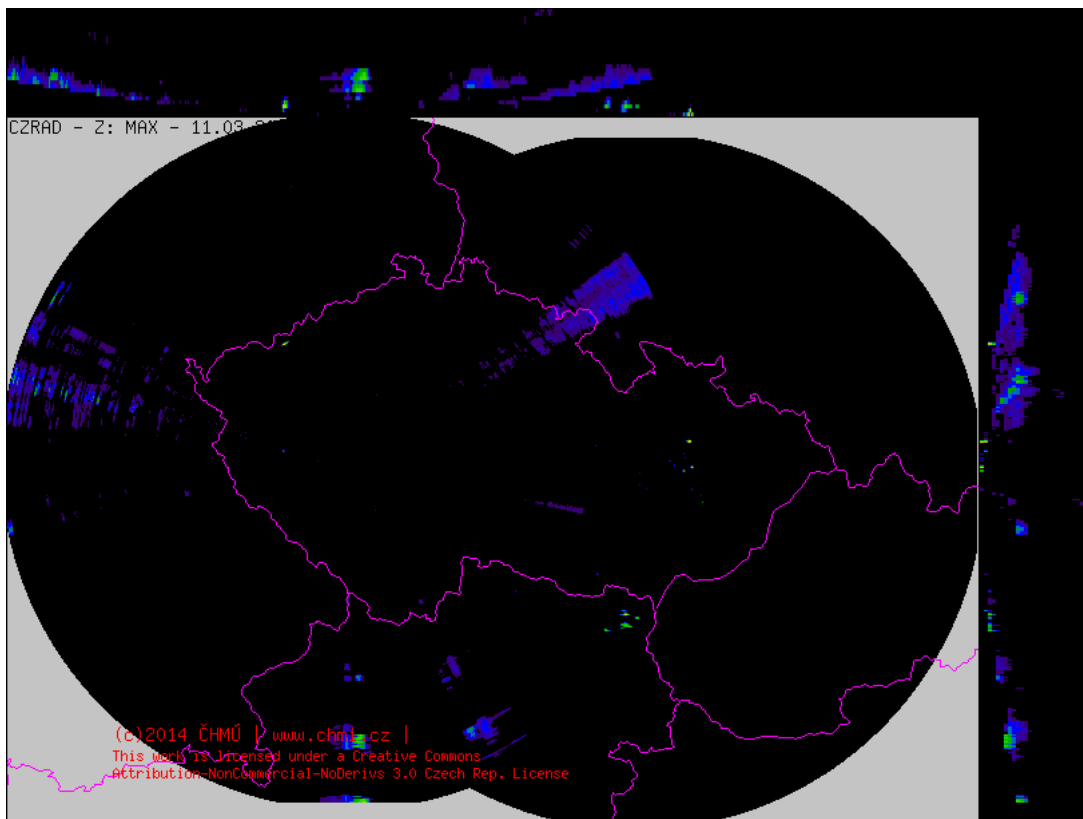 CZRAD - Z: MAX - 11.03.
(c)2014 ČHMÚ | www.chmi.cz |
This work is licensed under a Creative Commons
Attribution-NonCommercial-NoDerivs 3.0 Czech Rep. License